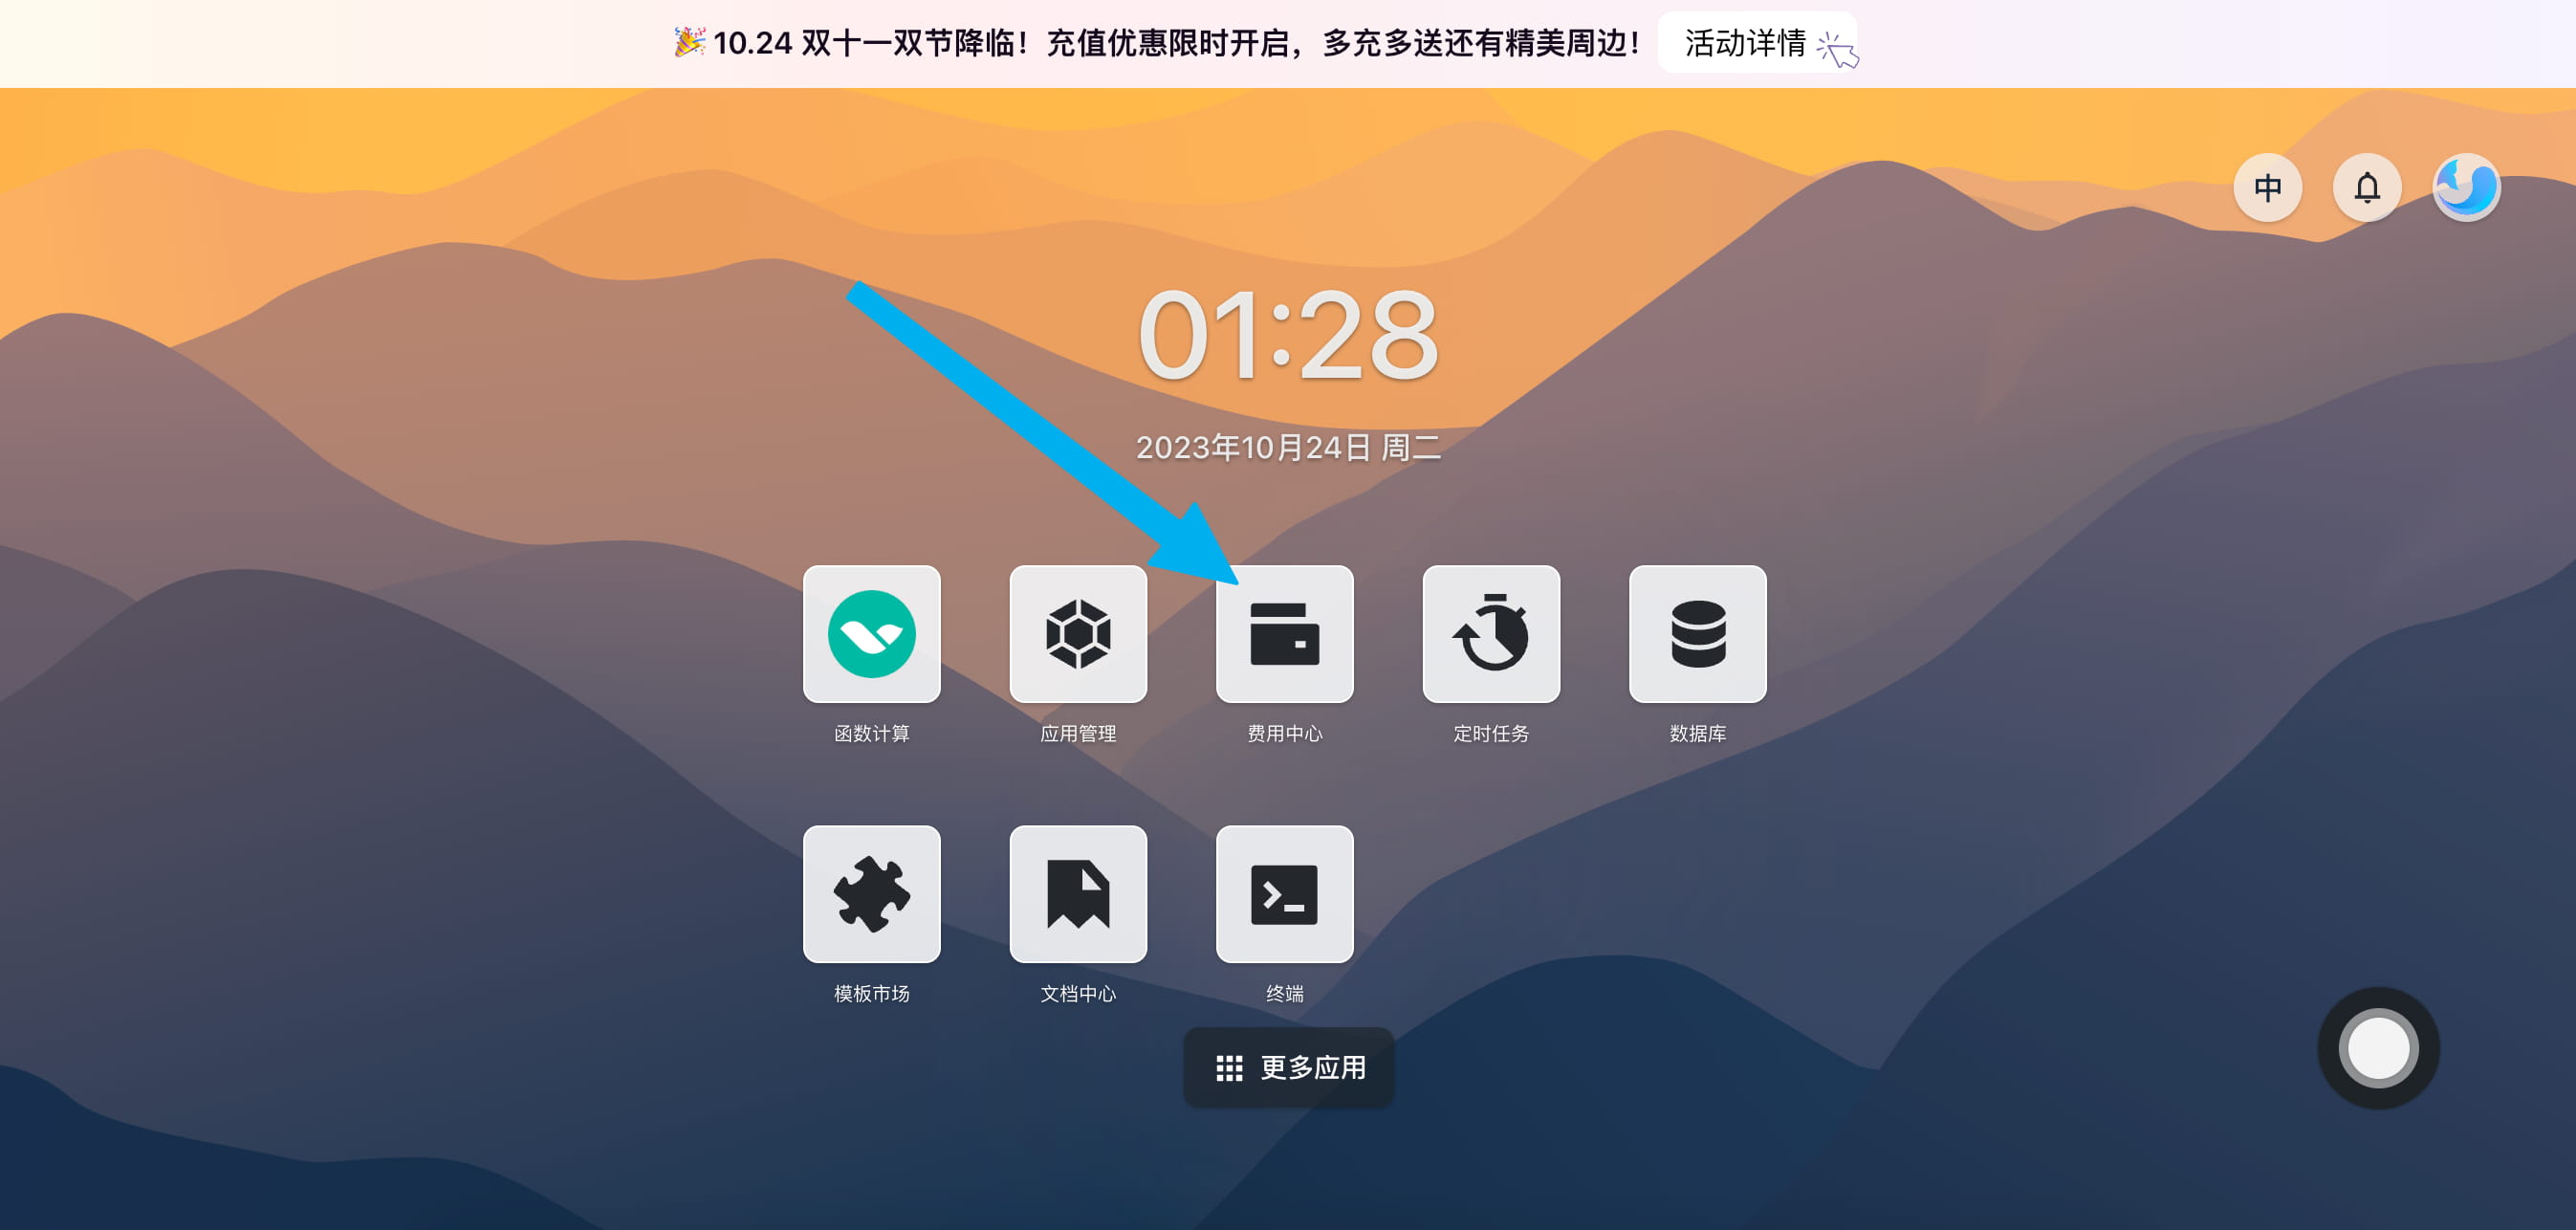 🎉 10.24 双十一双节降临！充值优惠限时开启，多充多送还有精美周边！ 活动详情
中
01:28
2023年10月24日 周二
函数计算 应用管理 费用中心 定时任务 数据库
模板市场 文档中心 终端
更多应用